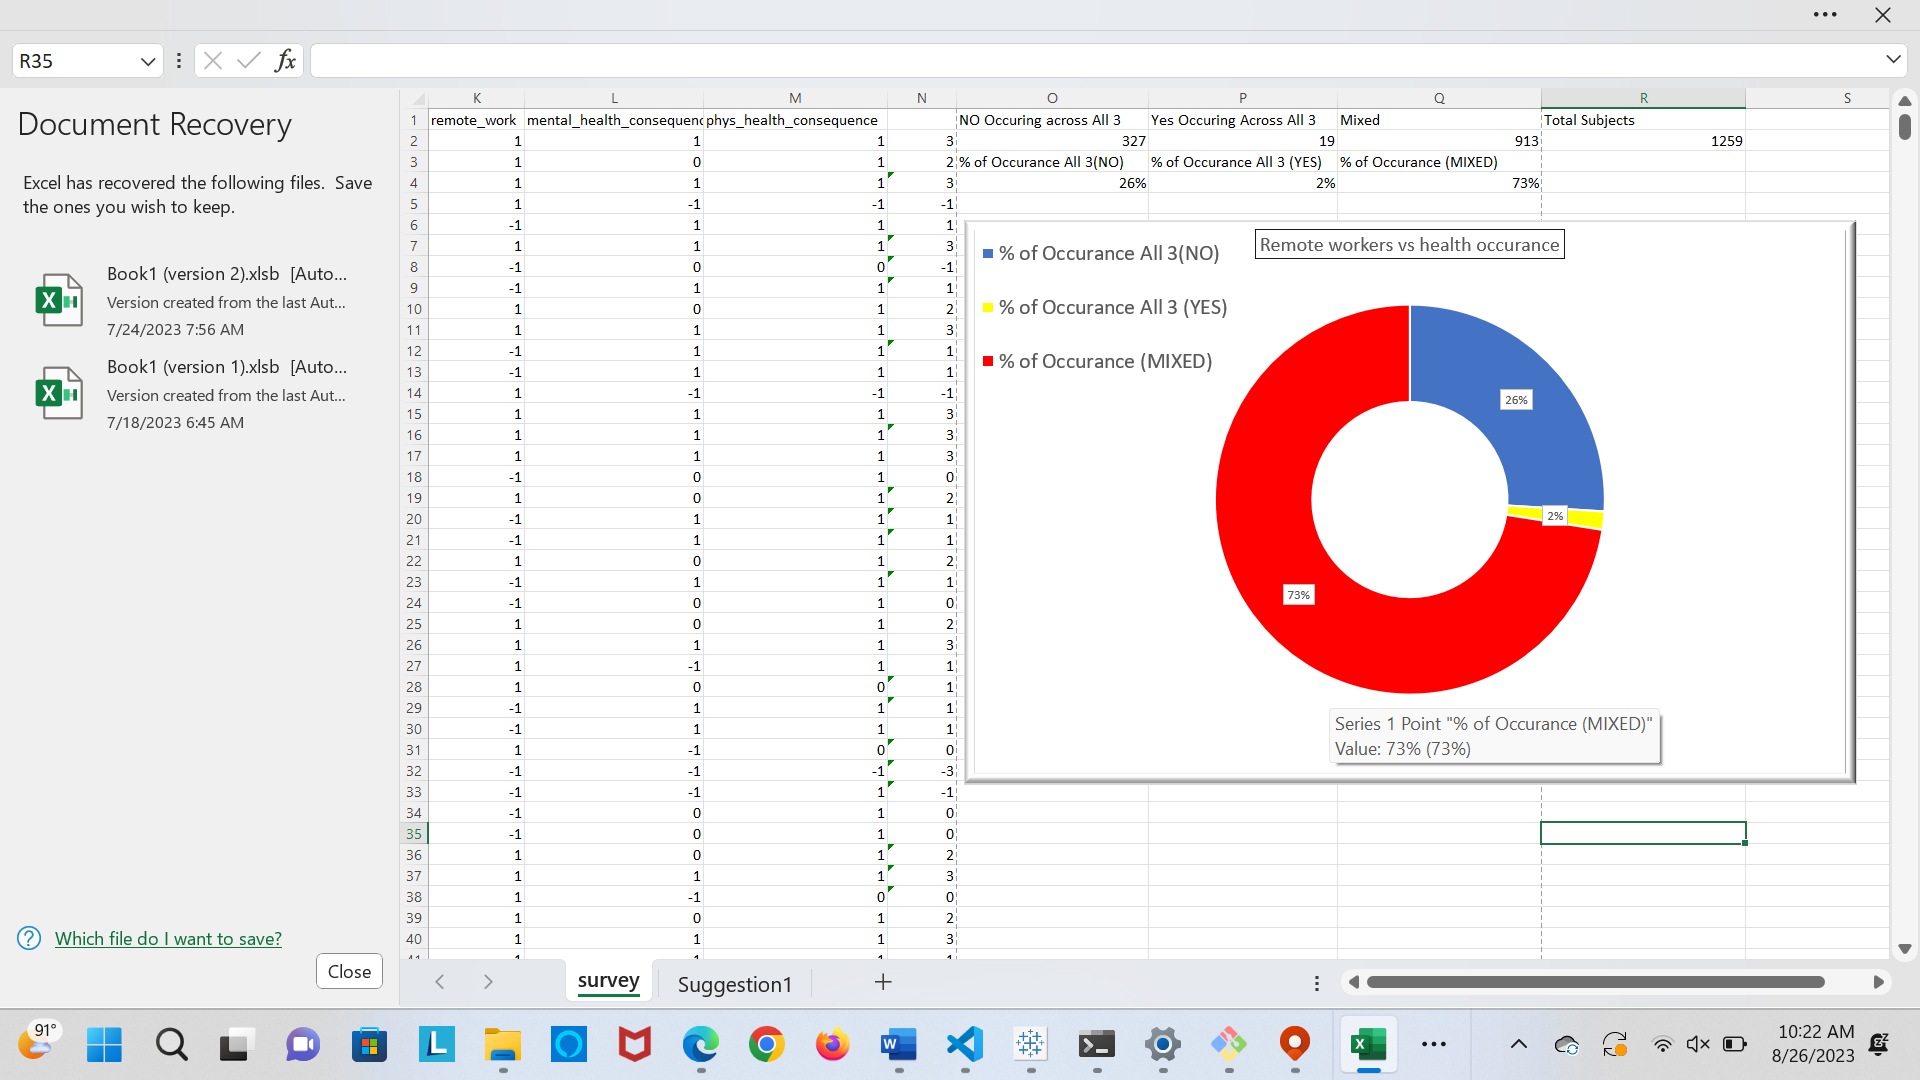 R35
fx
Document Recovery
Excel has recovered the following files. Save
the ones you wish to keep.
Book1 (version 2).xlsb [Auto...
Version created from the last Aut...
7/24/2023 7:56 AM
Book1 (version 1).xlsb [Auto...
Version created from the last Aut...
7/18/2023 6:45 AM
Which file do I want to save?
Close
K L M N O P Q R S
1 remote_work mental_health_consequenc phys_health_consequence NO Occuring across All 3 Yes Occuring Across All 3 Mixed Total Subjects
2 1 1 1 3 327 19 913 1259
3 1 0 1 2 % of Occurance All 3(NO) % of Occurance All 3 (YES) % of Occurance (MIXED)
4 1 1 1 3 26% 2% 73%
5 1 -1 -1 -1
6 -1 1 1 1
7 1 1 1 3
8 -1 0 0 -1
9 -1 1 1 1
10 1 0 1 2
11 1 1 1 3
12 -1 1 1 1
13 -1 1 1 1
14 1 -1 -1 -1
15 1 1 1 3
16 1 1 1 3
17 1 1 1 3
18 -1 0 1 0
19 1 0 1 2
20 -1 1 1 1
21 -1 1 1 1
22 1 0 1 2
23 -1 1 1 1
24 -1 0 1 0
25 1 0 1 2
26 1 1 1 3
27 1 -1 1 1
28 1 0 0 1
29 -1 1 1 1
30 -1 1 1 1
31 1 -1 0 0
32 -1 -1 -1 -3
33 -1 -1 1 -1
34 -1 0 1 0
35 -1 0 1 0
36 1 0 1 2
37 1 1 1 3
38 1 -1 0 0
39 1 0 1 2
40 1 1 1 3
Remote workers vs health occurance
% of Occurance All 3(NO)
% of Occurance All 3 (YES)
% of Occurance (MIXED)
26%
2%
73%
Series 1 Point "% of Occurance (MIXED)"
Value: 73% (73%)
survey Suggestion1
91°
10:22 AM
8/26/2023